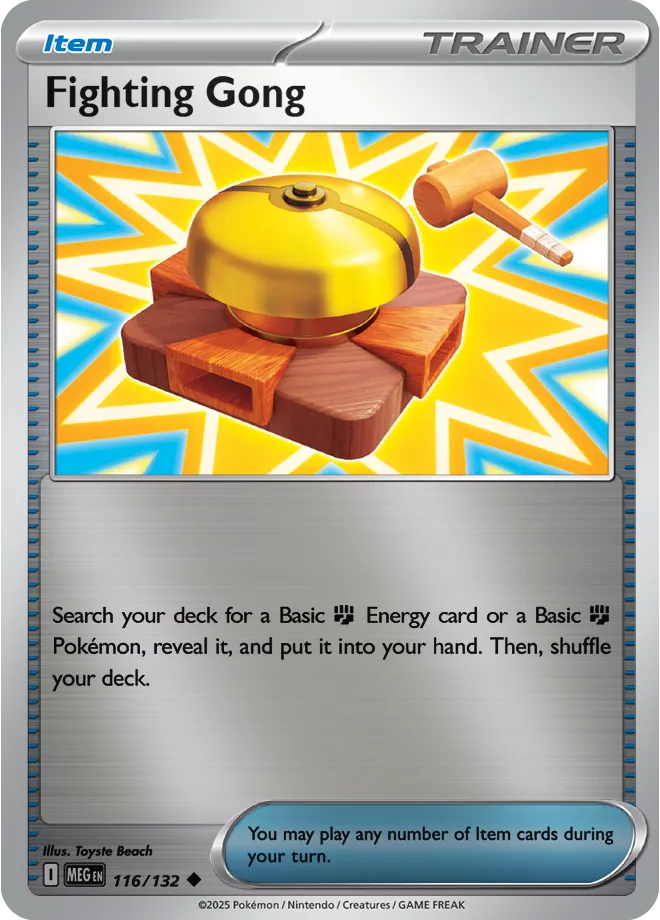 Item
TRAINER
Fighting Gong
Search your deck for a Basic Energy card or a Basic
Pokémon, reveal it, and put it into your hand. Then, shuffle
your deck.
You may play any number of Item cards during
your turn.
Illus. Toyste Beach
I MEG EN 116/132
©2025 Pokémon / Nintendo / Creatures / GAME FREAK